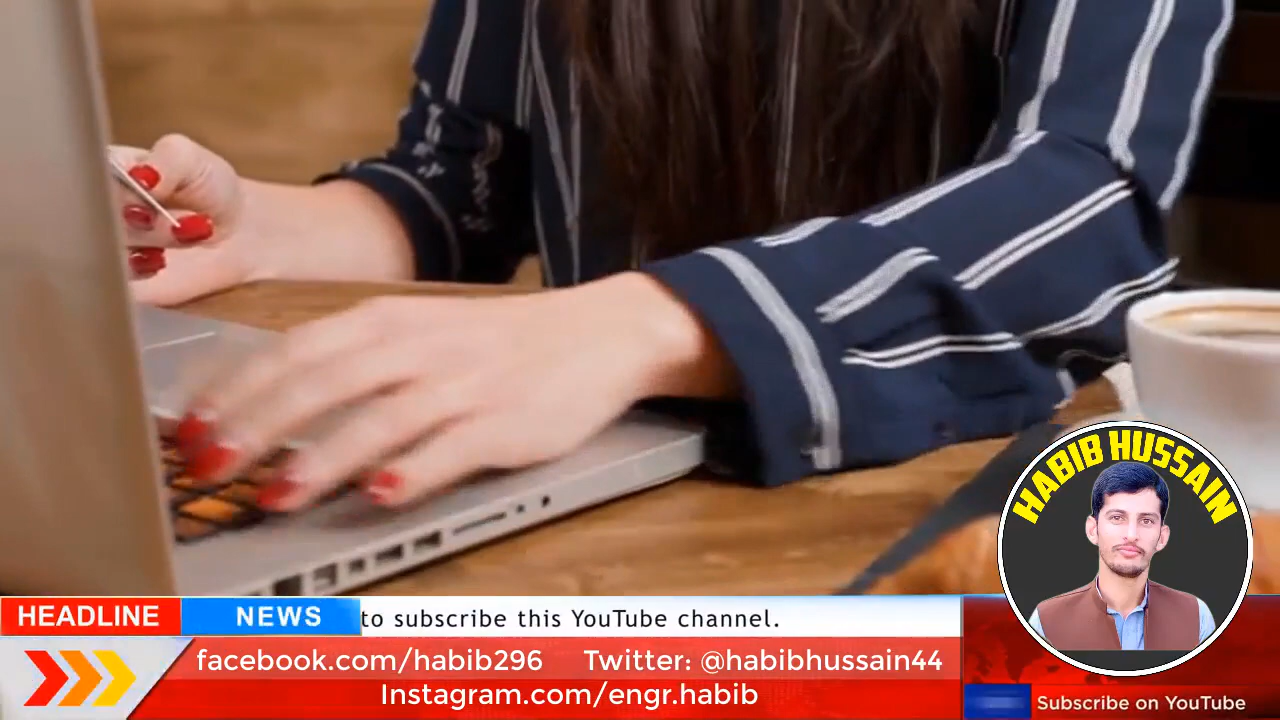 HABIB HUSSAIN
HEADLINE NEWS to subscribe this YouTube channel.
facebook.com/habib296 Twitter: @habibhussain44
Instagram.com/engr.habib
Subscribe on YouTube